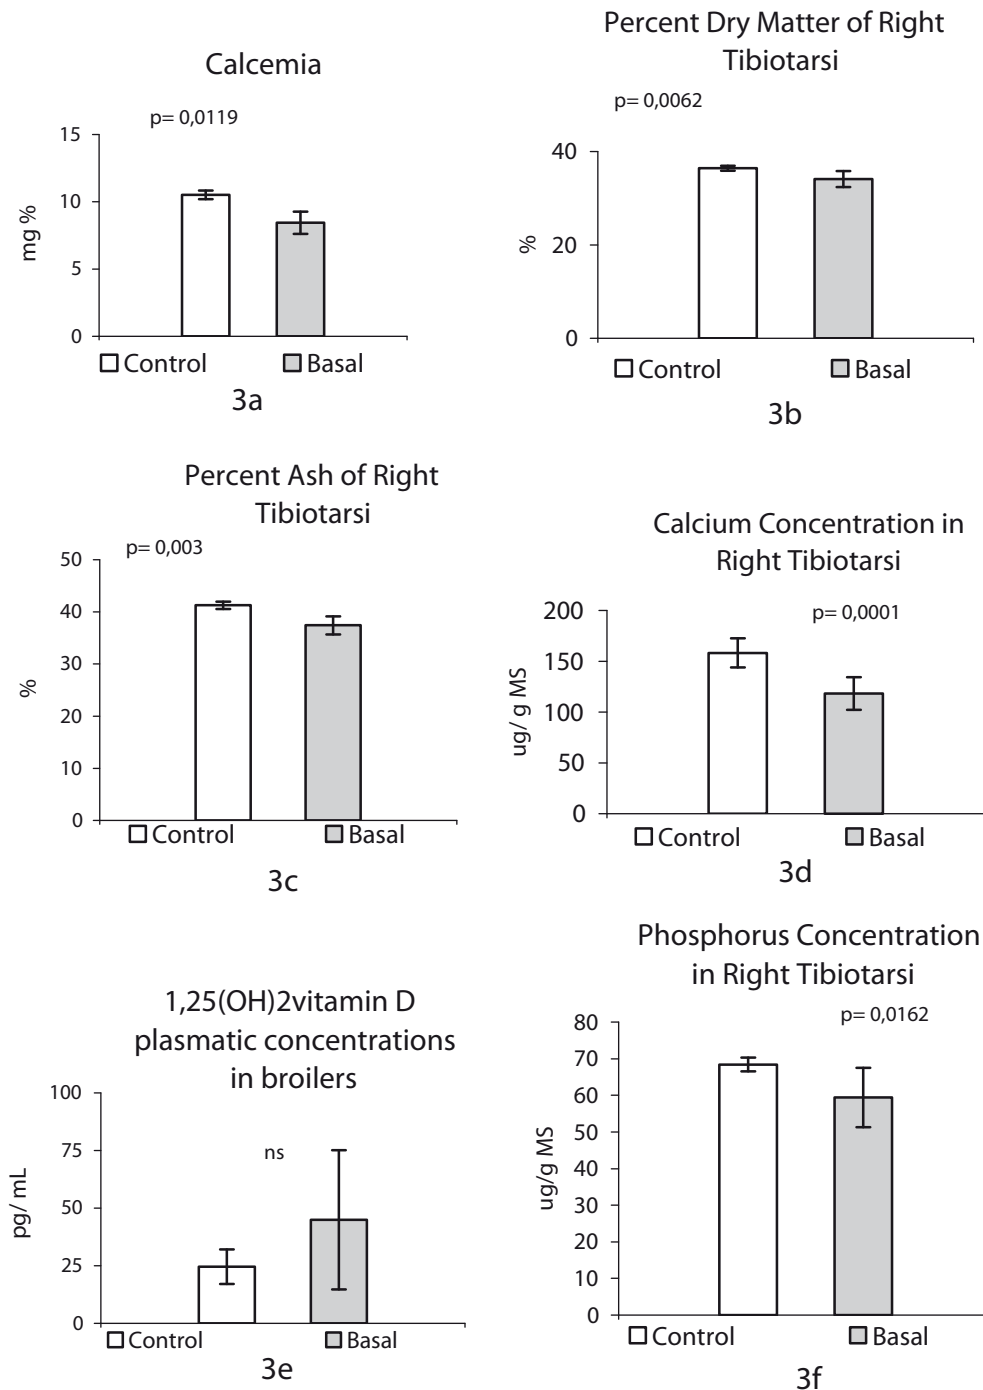 Calcemia
p= 0,0119
mg %
15
10
5
0
Control
Basal
3a
Percent Dry Matter of Right
Tibiotarsi
p= 0,0062
%
40
20
0
Control
Basal
3b
Percent Ash of Right
Tibiotarsi
p= 0,003
%
50
40
30
20
10
0
Control
Basal
3c
Calcium Concentration in
Right Tibiotarsi
p= 0,0001
ug/ g MS
200
150
100
50
0
Control
Basal
3d
1,25(OH)2vitamin D
plasmatic concentrations
in broilers
ns
pg/ mL
100
75
50
25
0
Control
Basal
3e
Phosphorus Concentration
in Right Tibiotarsi
p= 0,0162
ug/g MS
80
70
60
50
40
30
20
10
0
Control
Basal
3f